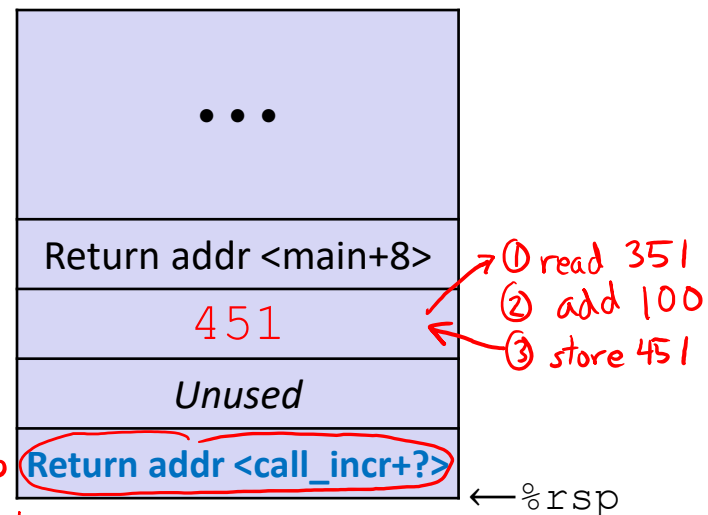 •••
Return addr <main+8>
① read 351
② add 100
451
③ store 451
Unused
Return addr <call_incr+?>
←%rsp